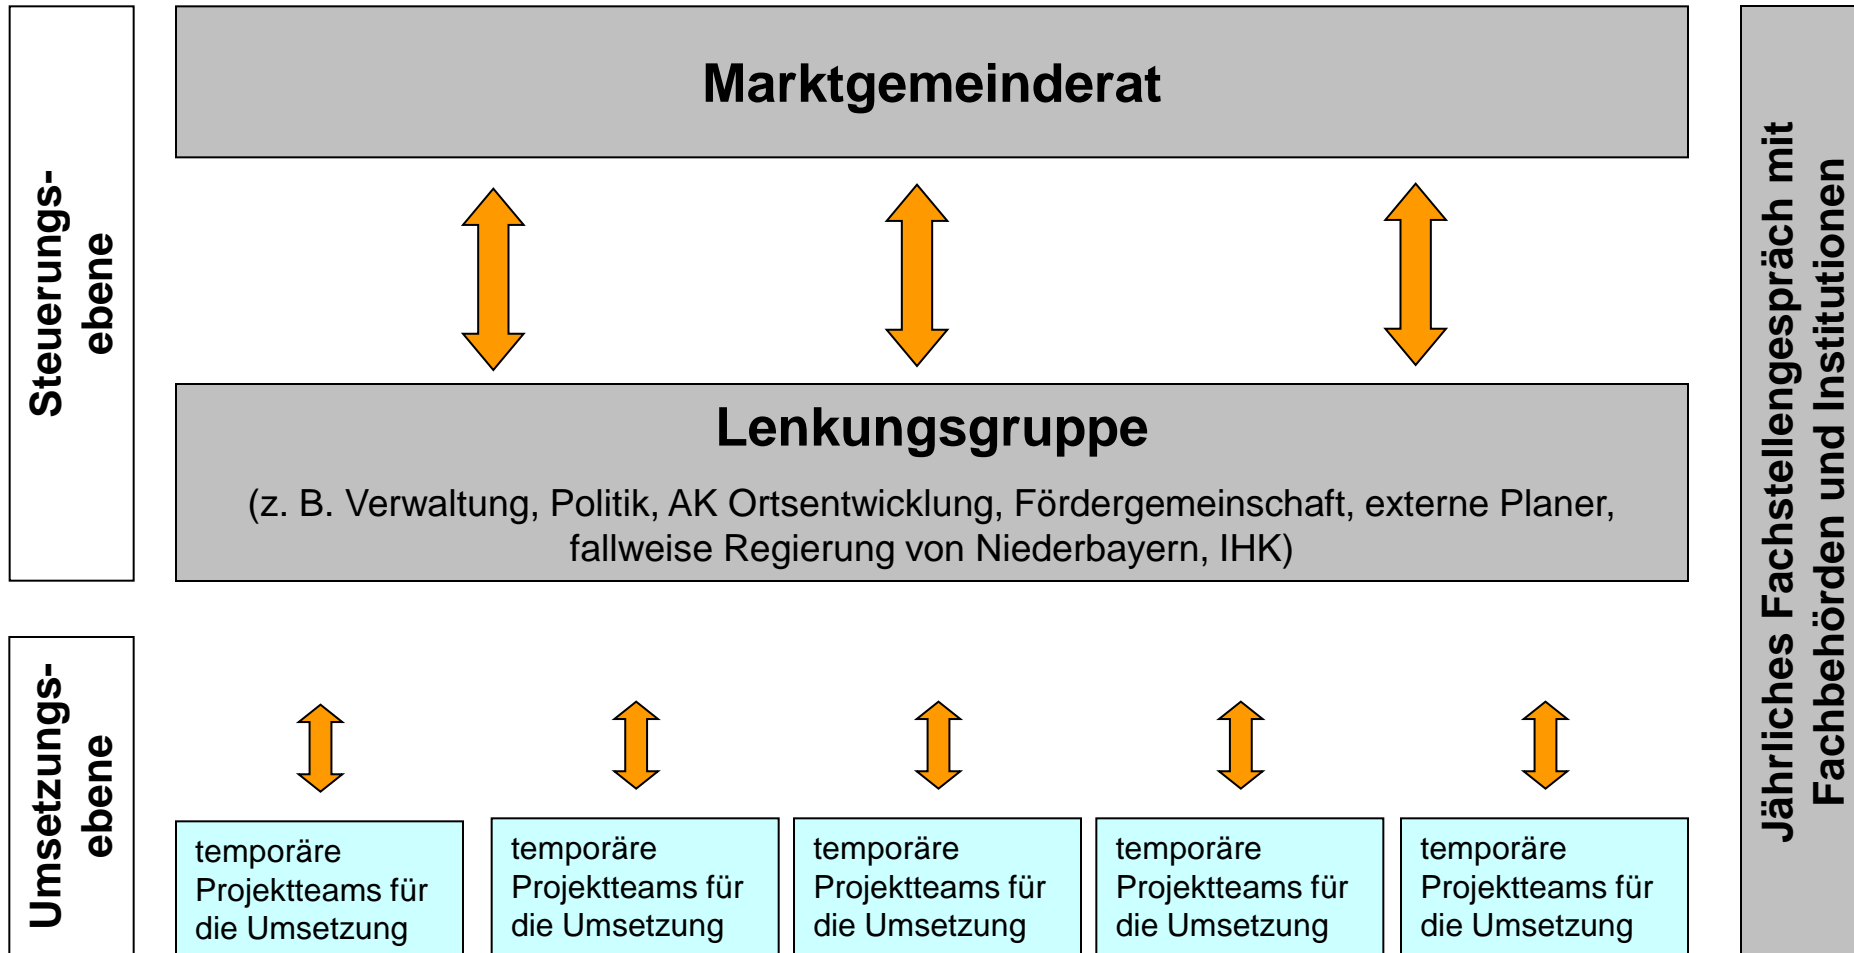 Steuerungs-
ebene
Marktgemeinderat
Lenkungsgruppe
(z. B. Verwaltung, Politik, AK Ortsentwicklung, Fördergemeinschaft, externe Planer,
fallweise Regierung von Niederbayern, IHK)
Umsetzungs-
ebene
temporäre
Projektteams für
die Umsetzung
temporäre
Projektteams für
die Umsetzung
temporäre
Projektteams für
die Umsetzung
temporäre
Projektteams für
die Umsetzung
temporäre
Projektteams für
die Umsetzung
Jährliches Fachstellengespräch mit
Fachbehörden und Institutionen